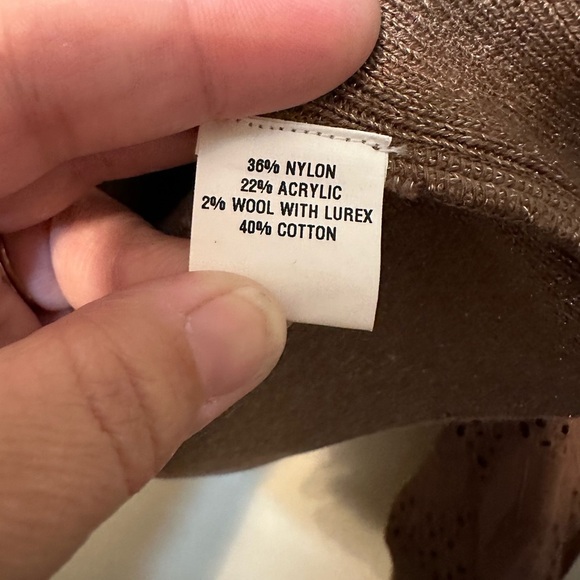 36% NYLON
22% ACRYLIC
2% WOOL WITH LUREX
40% COTTON